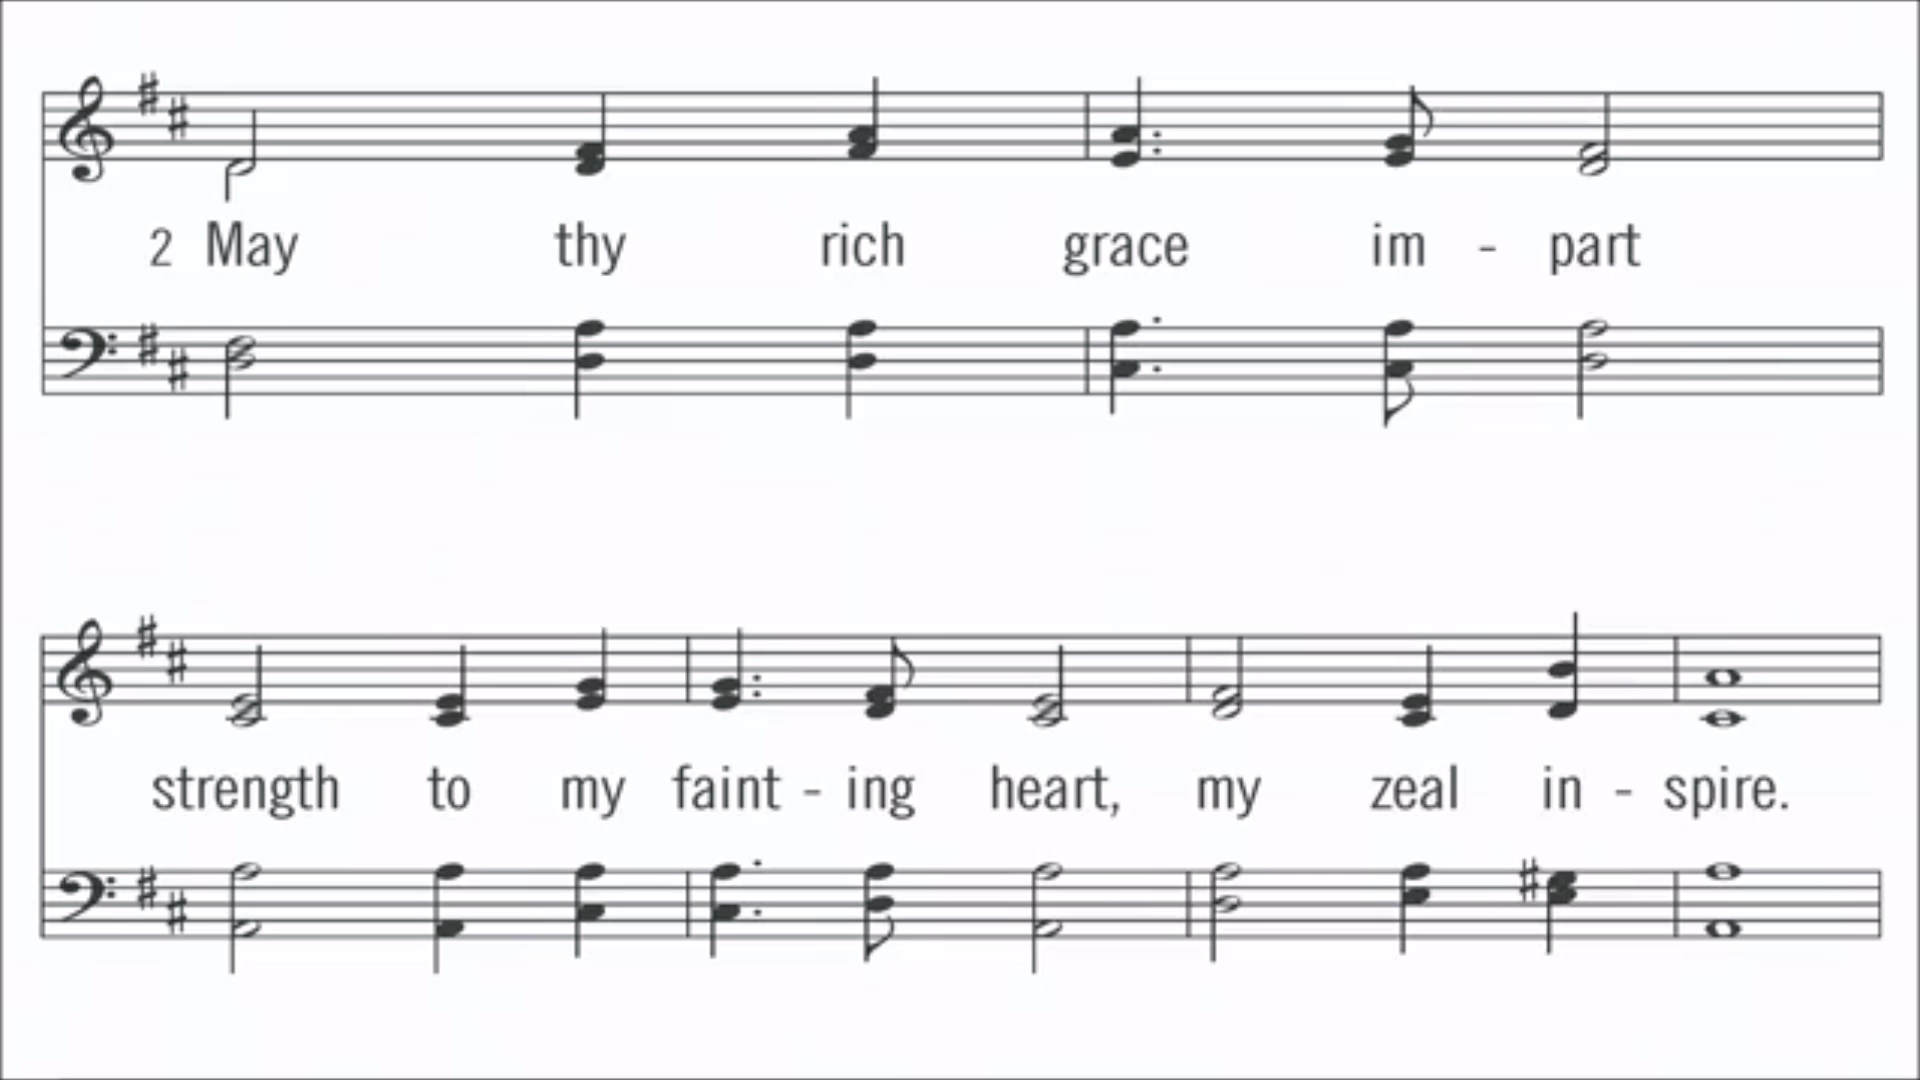 2 May thy rich grace im - part
strength to my faint - ing heart, my zeal in - spire.